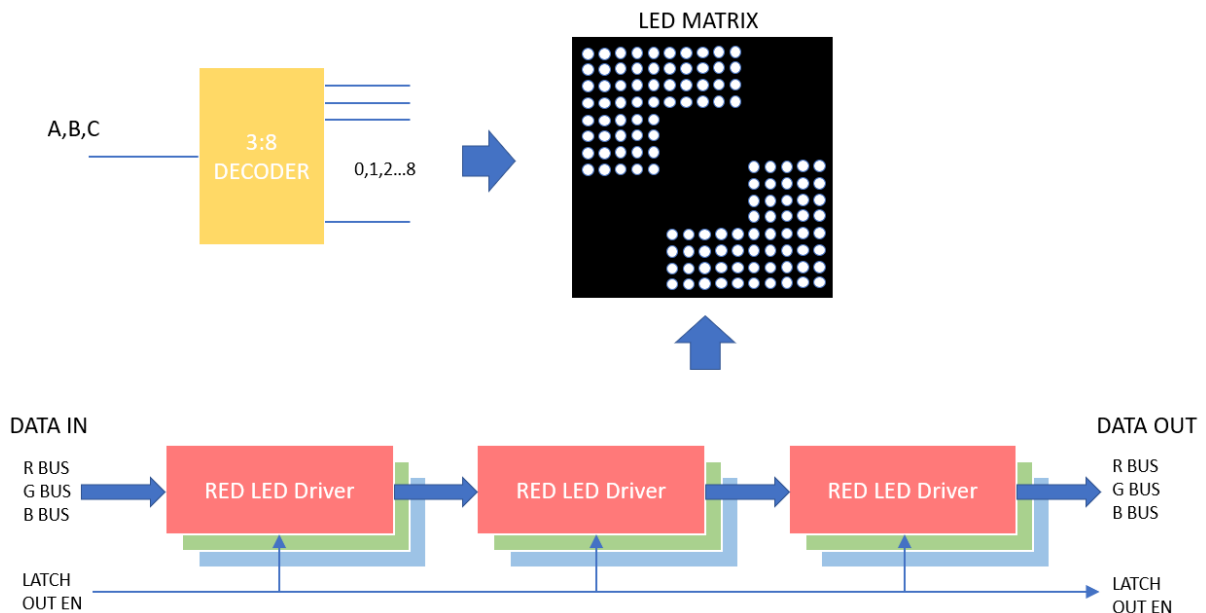 LED MATRIX
A,B,C
3:8
DECODER
0,1,2...8
DATA IN
DATA OUT
R BUS
G BUS
B BUS
RED LED Driver
RED LED Driver
RED LED Driver
R BUS
G BUS
B BUS
LATCH
OUT EN
LATCH
OUT EN